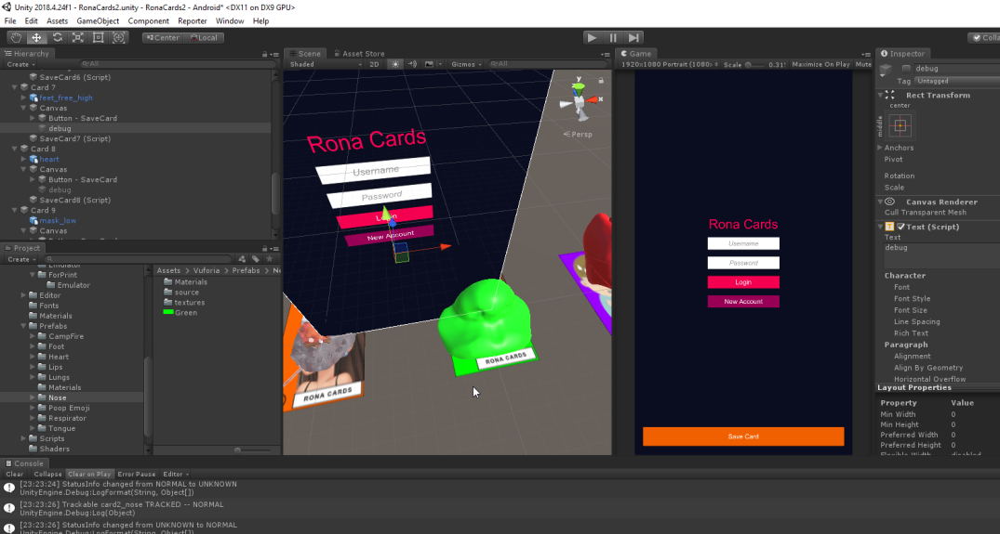 Unity 2018.4.24f1 - RonaCards2.unity - RonaCards2 - Android* <DX11 on DX9 GPU>
File Edit Assets GameObject Component Reporter Window Help
Center Local Colla
Hierarchy Scene Asset Store Game Inspector
Create All Shaded 2D Gizmos All 1920x1080 Portrait (1080> Scale 0.31! Maximize On Play Mute debug
SaveCard6 (Script)
Tag Untagged
Card 7
feet_free_high
Rect Transform
Canvas
center
Button - SaveCard
debug
middle
SaveCard7 (Script)
Persp
Card 8
Anchors
heart
Pivot
Canvas
Button - SaveCard
Rotation
debug
Scale
SaveCard8 (Script)
Canvas Renderer
Card 9
Cull Transparent Mesh
mask_low
Text (Script)
Canvas
Text
debug
Rona Cards
Username
Password
Login
New Account
RONA CARDS
RONA CARDS
Rona Cards
Username
Password
Login
New Account
Save Card
Character
Font
Font Style
Font Size
Line Spacing
Rich Text
Paragraph
Alignment
Align By Geometry
Horizontal Overflow
Layout Properties
Property Value
Min Width 0
Min Height 0
Preferred Width 0
Preferred Height 0
Flexible Width disabled
Project
Create
Emulator
ForPrint
Emulator
Editor
Fonts
Materials
Prefabs
CampFire
Foot
Heart
Lips
Lungs
Materials
Nose
Poop Emoji
Respirator
Tongue
Scripts
Shaders
Assets > Vuforia > Prefabs > N
Materials
source
textures
Green
Console
Clear Collapse Clear on Play Error Pause Editor
[23:23:24] StatusInfo changed from NORMAL to UNKNOWN
UnityEngine.Debug:LogFormat(String, Object[])
[23:23:26] Trackable card2_nose TRACKED -- NORMAL
UnityEngine.Debug:Log(Object)
[23:23:26] StatusInfo changed from UNKNOWN to NORMAL
UnityEngine.Debug:LogFormat(String, Object[])